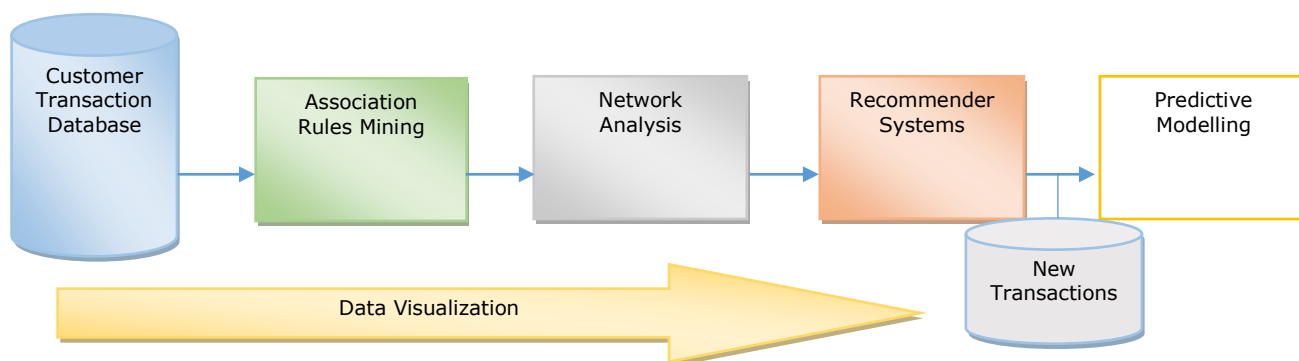 Customer
Transaction
Database
Association
Rules Mining
Network
Analysis
Recommender
Systems
Predictive
Modelling
New
Transactions
Data Visualization